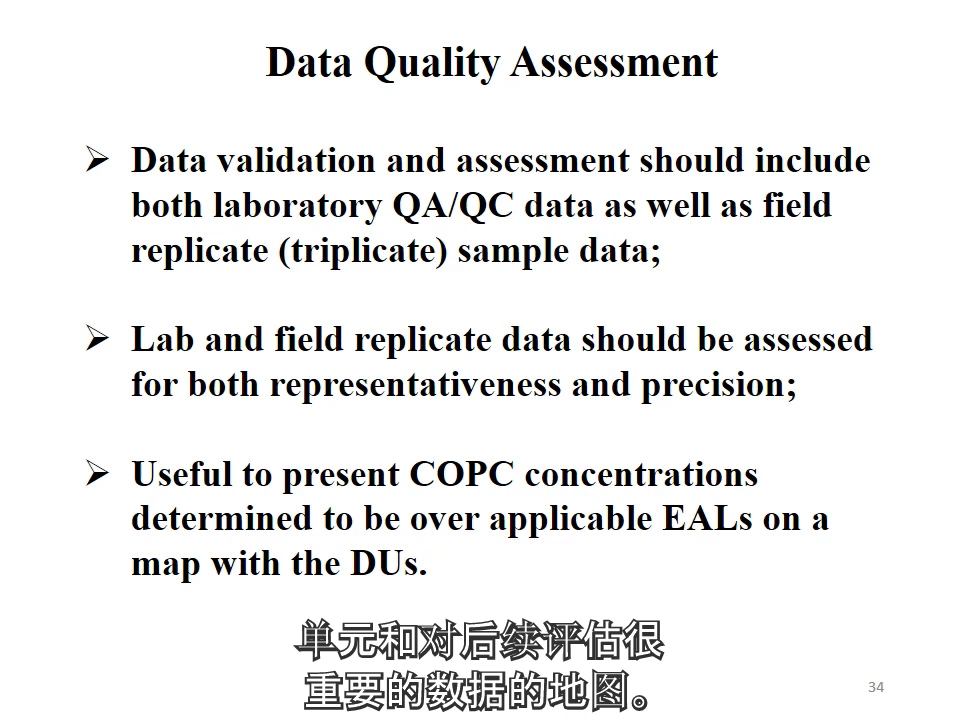 Data Quality Assessment
➢ Data validation and assessment should include
both laboratory QA/QC data as well as field
replicate (triplicate) sample data;
➢ Lab and field replicate data should be assessed
for both representativeness and precision;
➢ Useful to present COPC concentrations
determined to be over applicable EALs on a
map with the DUs.
单元和对后续评估很
重要的数据的地图。
34